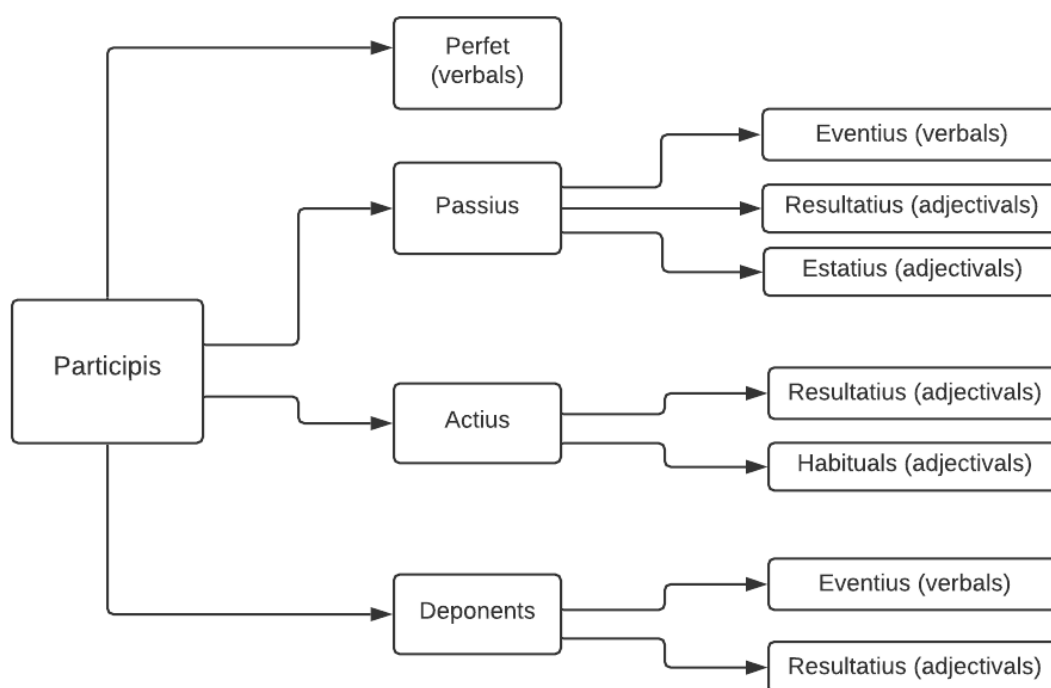 Perfet
(verbals)
Eventius (verbals)
Passius
Resultatius (adjectivals)
Estatius (adjectivals)
Participis
Resultatius (adjectivals)
Actius
Habituals (adjectivals)
Eventius (verbals)
Deponents
Resultatius (adjectivals)